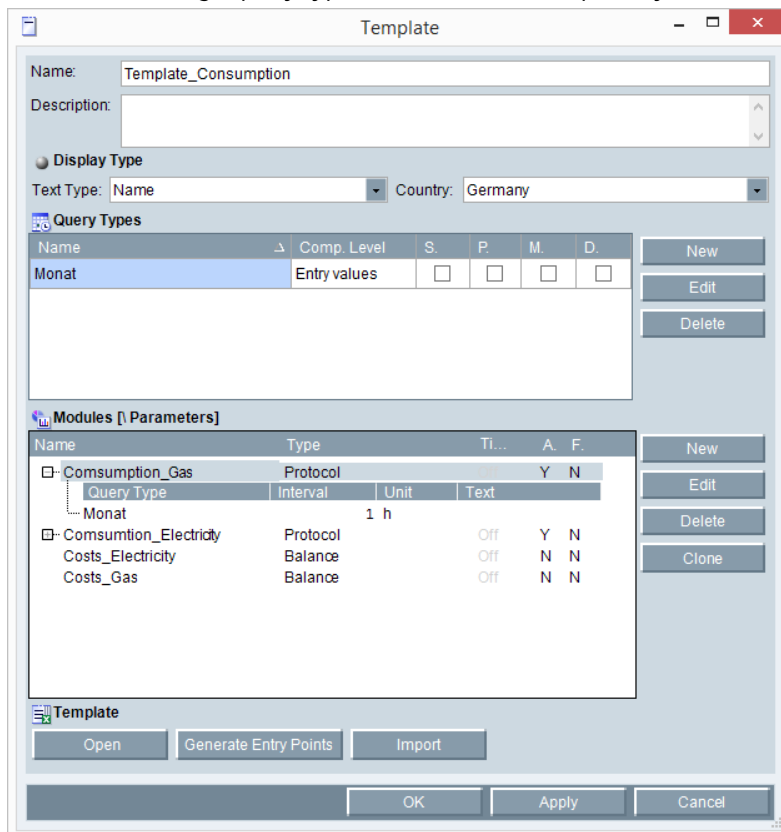 Template
Name: Template_Consumption
Description:
Display Type
Text Type: Name Country: Germany
Query Types
Name Comp. Level S. P. M. D. New
Monat Entry values
Edit
Delete
Modules [\ Parameters]
Name Type Ti... A. F. New
Comsumption_Gas Protocol Off Y N
Query Type Interval Unit Text Edit
Monat 1 h
Delete
Comsumtion_Electricity Protocol Off Y N
Costs_Electricity Balance Off N N Clone
Costs_Gas Balance Off N N
Template
Open Generate Entry Points Import
OK Apply Cancel